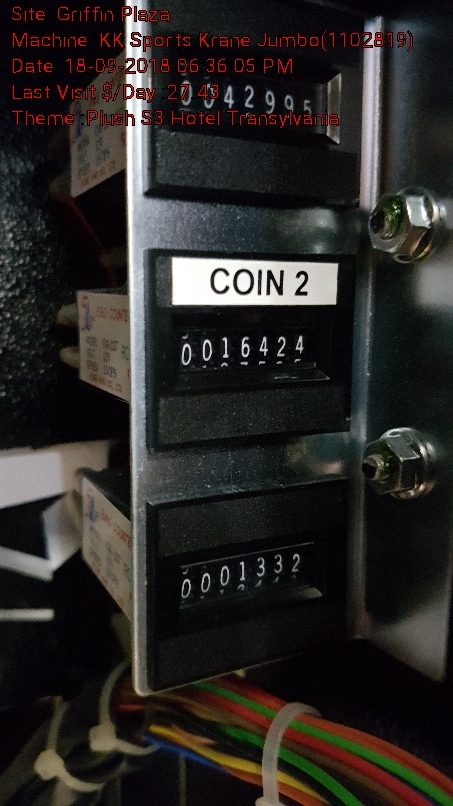 Site Griffin Plaza
Machine KK Sports Krane Jumbo(1102819)
Date 18-09-2018 06 36 05 PM
Last Visit $/Day :27.43
Theme :Plush S3 Hotel Transylvania
0042995
COIN 2
0016424
0001332